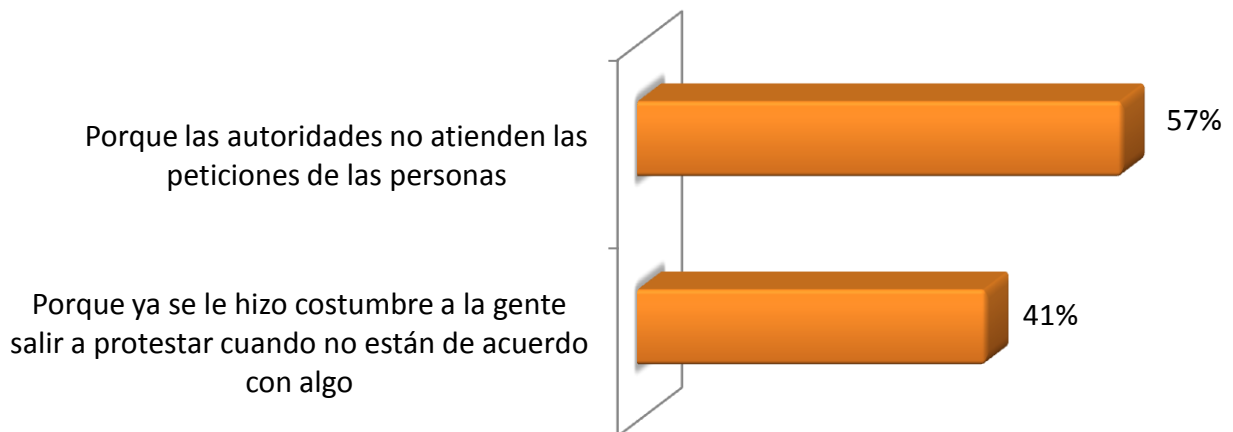 Porque las autoridades no atienden las
peticiones de las personas
57%
Porque ya se le hizo costumbre a la gente
salir a protestar cuando no están de acuerdo
con algo
41%